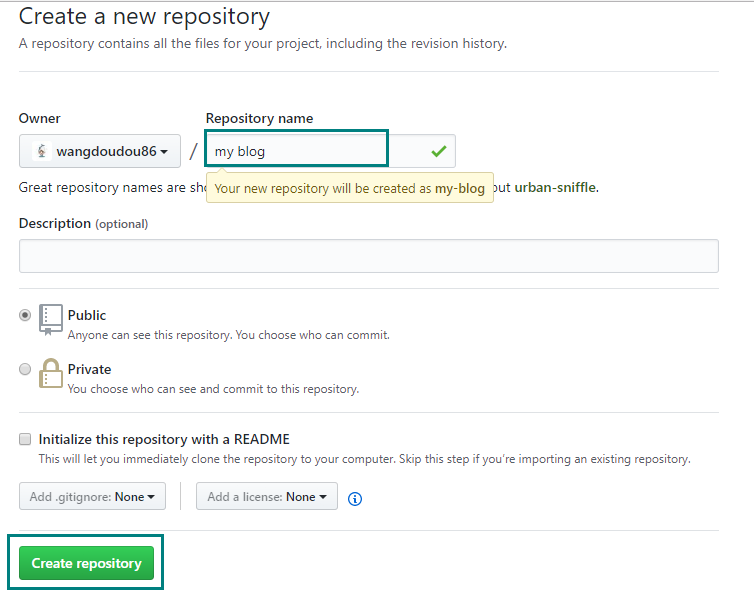 Create a new repository
A repository contains all the files for your project, including the revision history.
Owner
Repository name
wangdoudou86
/
my blog
Great repository names are sho
Your new repository will be created as my-blog
out urban-sniffle.
Description (optional)
Public
Anyone can see this repository. You choose who can commit.
Private
You choose who can see and commit to this repository.
Initialize this repository with a README
This will let you immediately clone the repository to your computer. Skip this step if you’re importing an existing repository.
Add .gitignore: None
Add a license: None
Create repository